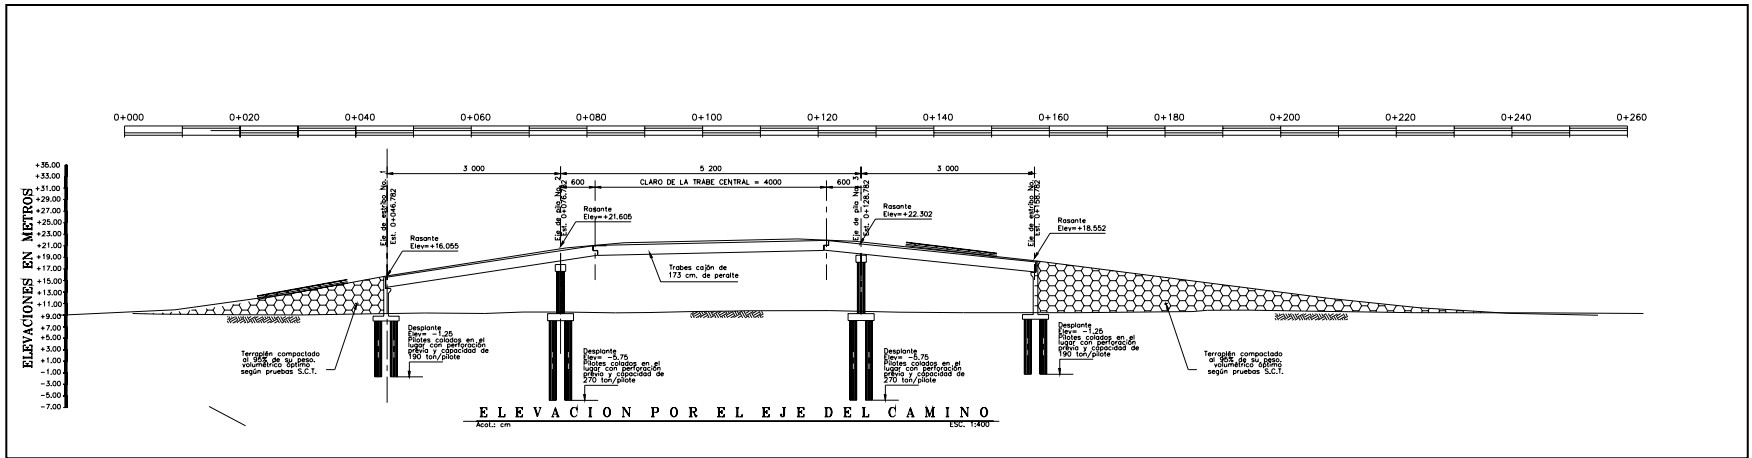 0+000 0+020 0+040 0+060 0+080 0+100 0+120 0+140 0+160 0+180 0+200 0+220 0+240 0+260
ELEVACIONES EN METROS
+35.00
+33.00
+31.00
+29.00
+27.00
+25.00
+23.00
+21.00
+19.00
+17.00
+15.00
+13.00
+11.00
+9.00
+7.00
+5.00
+3.00
+1.00
-1.00
-3.00
-5.00
-7.00
3 000 5 200 3 000
600 CLARO DE LA TRABE CENTRAL = 4000 600
Eje de estribo No. 1
Est. 0+046.782
Rasante
Elev=+16.055
Eje de pila No. 2
Est. 0+076.782
Rasante
Elev=+21.605
Eje de pila No. 3
Est. 0+128.782
Rasante
Elev=+22.302
Eje de estribo No.
Est. 0+158.782
Rasante
Elev=+18.552
Trabes cajón de
173 cm. de peralte
Terraplén compactado
al 95% de su peso.
volumétrico óptimo
según pruebas S.C.T.
Desplante
Elev= -1.25
Pilotes colados en el
lugar con perforación
previa y capacidad de
190 ton/pilote
Desplante
Elev= -5.75
Pilotes colados en el
lugar con perforación
previa y capacidad de
270 ton/pilote
Desplante
Elev= -5.75
Pilotes colados en el
lugar con perforación
previa y capacidad de
270 ton/pilote
Desplante
Elev= -1.25
Pilotes colados en el
lugar con perforación
previa y capacidad de
190 ton/pilote
Terraplén compactado
al 95% de su peso.
volumétrico óptimo
según pruebas S.C.T.
ELEVACION POR EL EJE DEL CAMINO
Acot.: cm ESC. 1:400